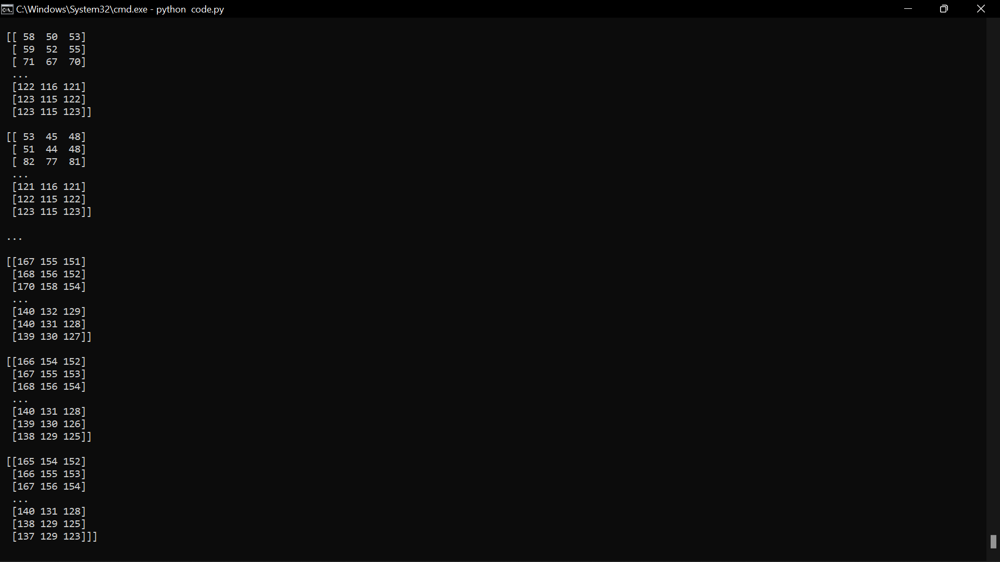 C:\Windows\System32\cmd.exe - python  code.py
[[ 58  50  53]
 [ 59  52  55]
 [ 71  67  70]
 ...
 [122 116 121]
 [123 115 122]
 [123 115 123]]
[[ 53  45  48]
 [ 51  44  48]
 [ 82  77  81]
 ...
 [121 116 121]
 [122 115 122]
 [123 115 123]]
...
[[167 155 151]
 [168 156 152]
 [170 158 154]
 ...
 [140 132 129]
 [140 131 128]
 [139 130 127]]
[[166 154 152]
 [167 155 153]
 [168 156 154]
 ...
 [140 131 128]
 [139 130 126]
 [138 129 125]]
[[165 154 152]
 [166 155 153]
 [167 156 154]
 ...
 [140 131 128]
 [138 129 125]
 [137 129 123]]]